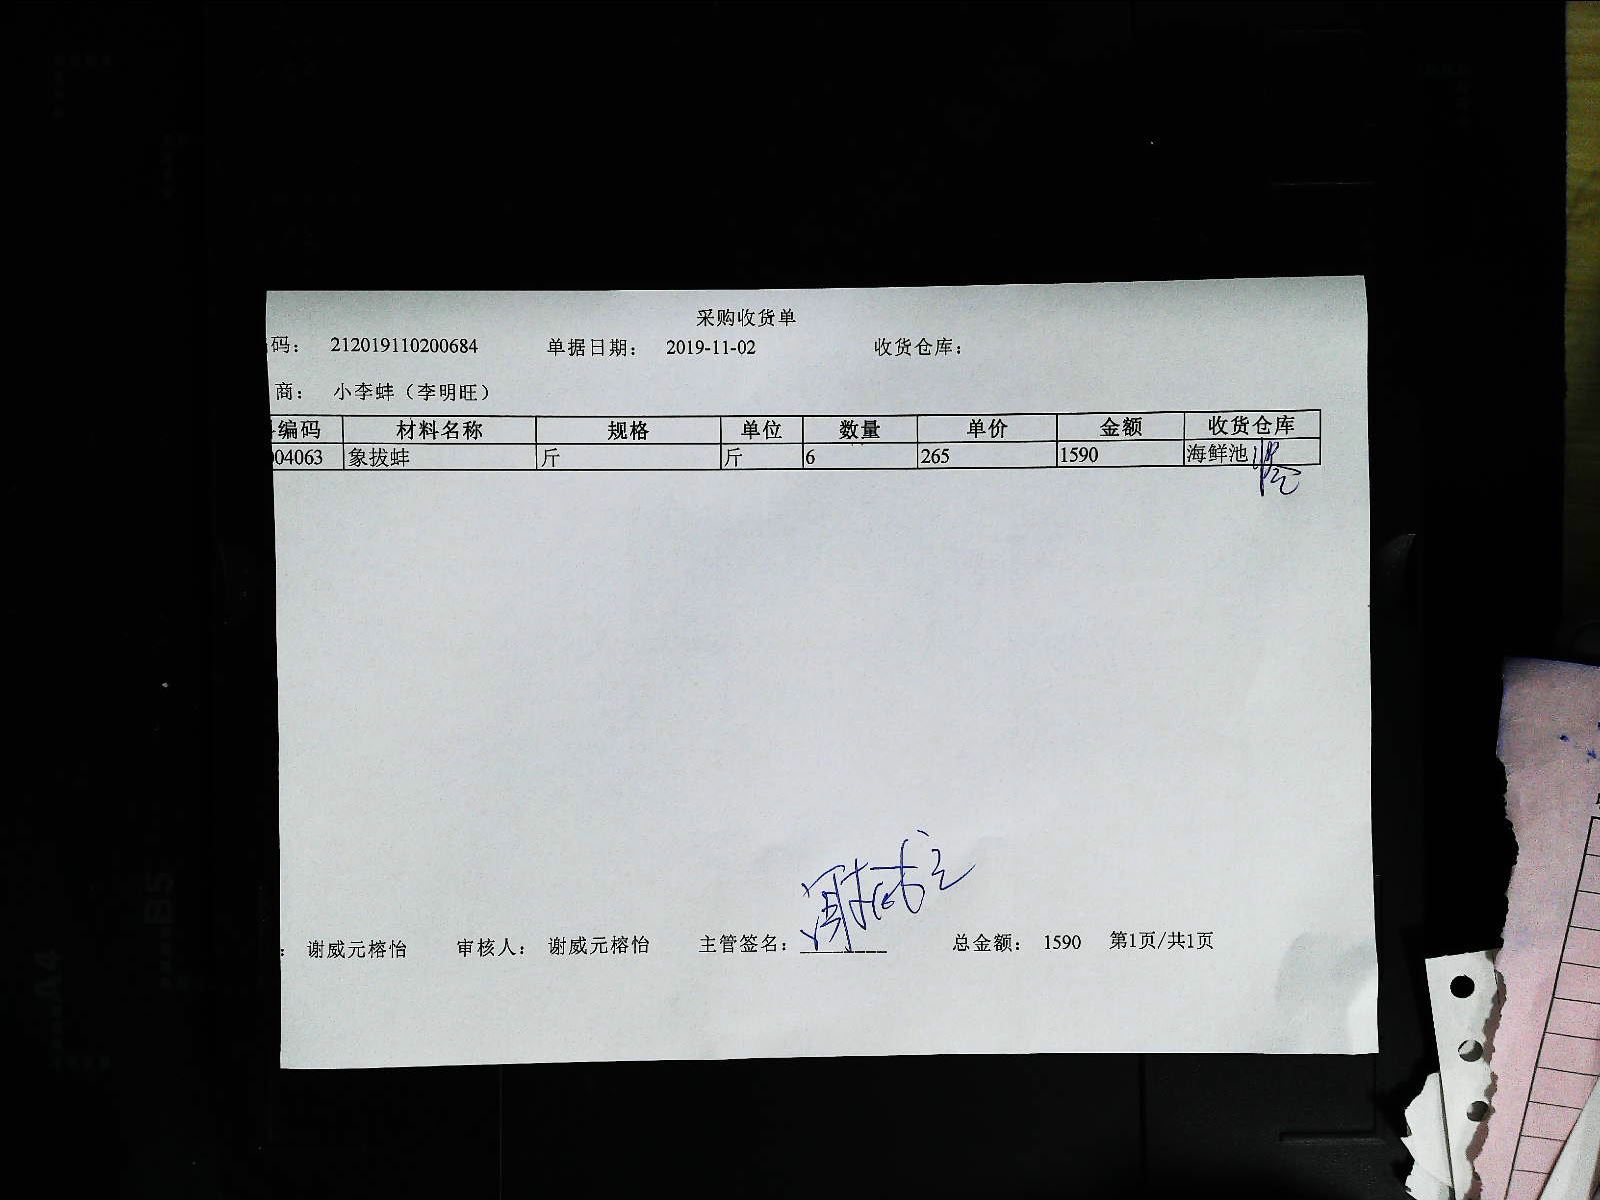 采购收货单
码： 212019110200684 单据日期： 2019-11-02 收货仓库：
商： 小李蚌（李明旺）
编码 材料名称 规格 单位 数量 单价 金额 收货仓库
04063 象拔蚌 斤 斤 6 265 1590 海鲜池
： 谢威元榕怡 审核人： 谢威元榕怡 主管签名： 总金额： 1590 第1页/共1页